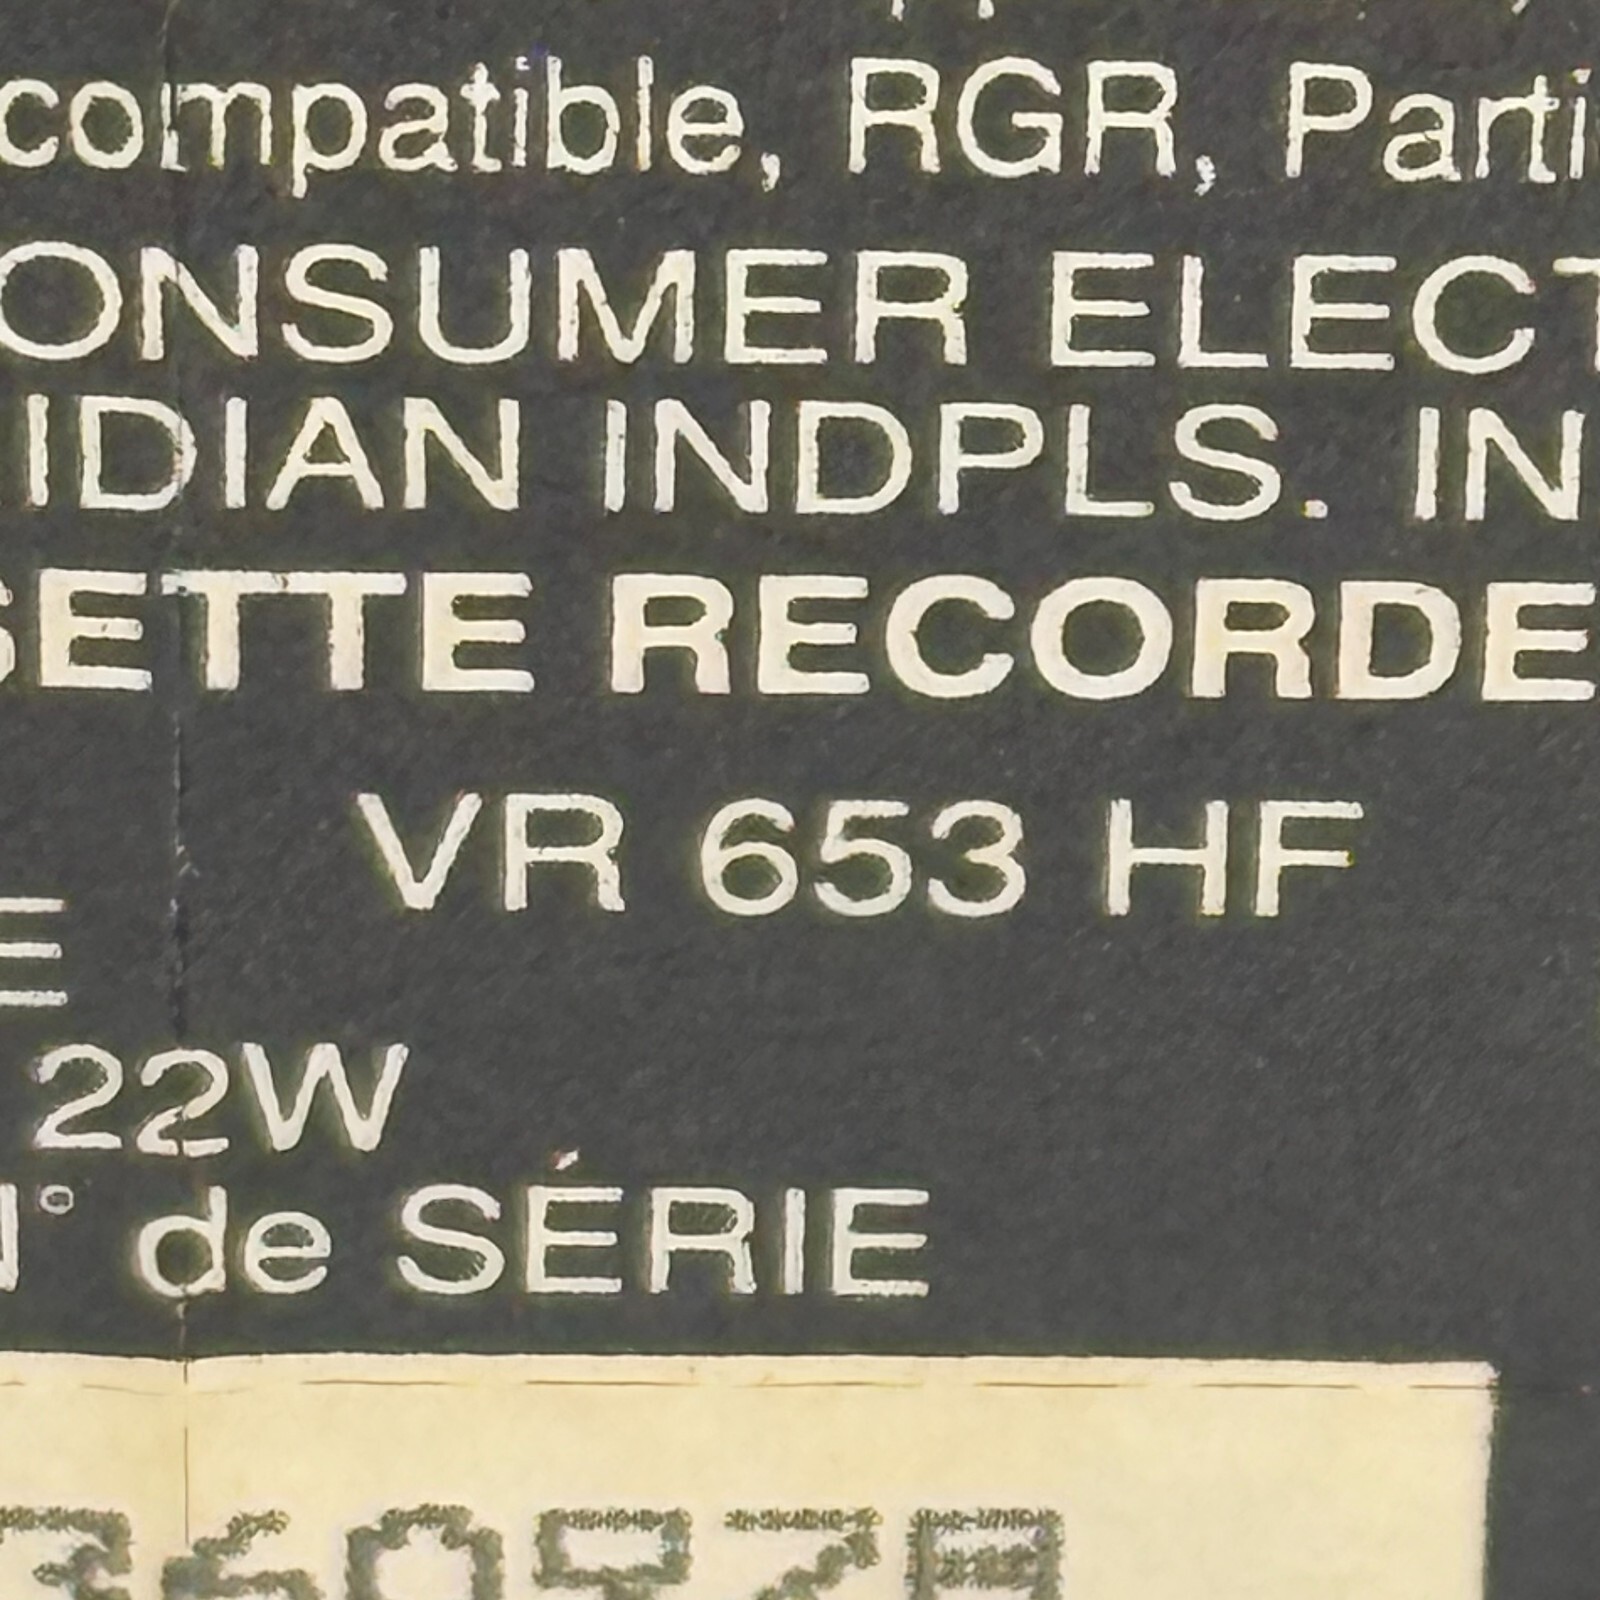 compatible, RGR, Parti
ONSUMER ELECT
IDIAN INDPLS. IN
SETTE RECORDE
VR 653 HF
E
22W
N° de SÉRIE